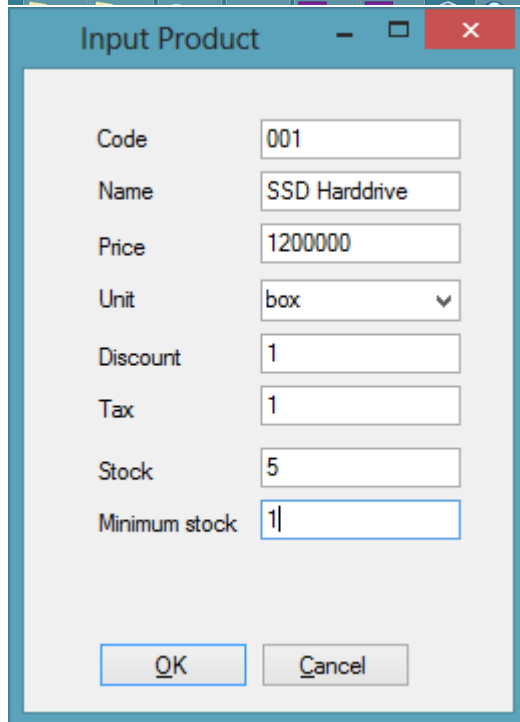 Input Product
Code 001
Name SSD Harddrive
Price 1200000
Unit box
Discount 1
Tax 1
Stock 5
Minimum stock 1
OK Cancel